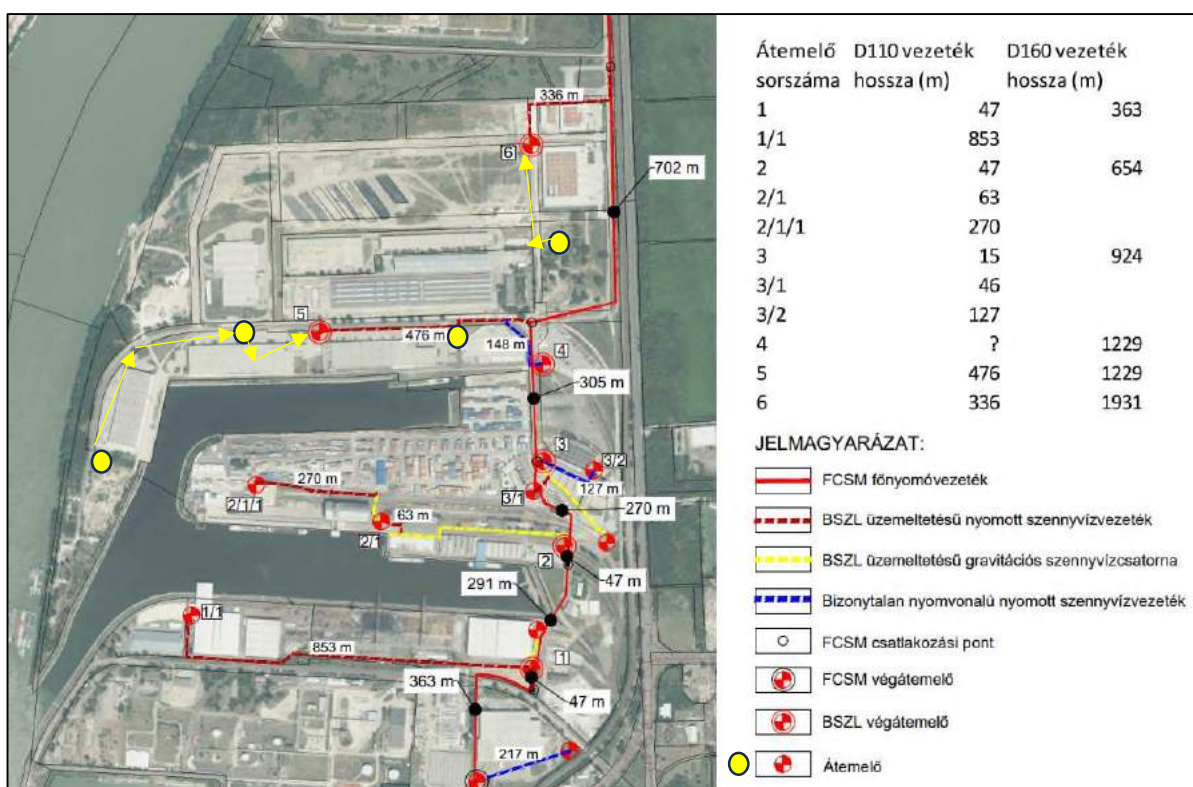 336 m
6
702 m
5
476 m
148 m
4
305 m
3
3/2
270 m
127 m
3/1
2/1/1
270 m
63 m
2/1
2
47 m
291 m
1/1
853 m
1
363 m
47 m
217 m
Átemelő D110 vezeték D160 vezeték
sorszáma hossza (m) hossza (m)
1 47 363
1/1 853
2 47 654
2/1 63
2/1/1 270
3 15 924
3/1 46
3/2 127
4 ? 1229
5 476 1229
6 336 1931
JELMAGYARÁZAT:
FCSM főnyomóvezeték
BSZL üzemeltetésű nyomott szennyvízvezeték
BSZL üzemeltetésű gravitációs szennyvízcsatorna
Bizonytalan nyomvonalú nyomott szennyvízvezeték
FCSM csatlakozási pont
FCSM végátemelő
BSZL végátemelő
Átemelő